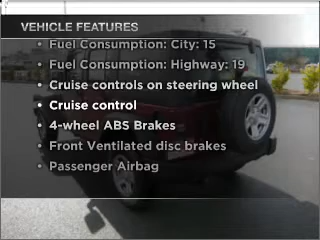 VEHICLE FEATURES
• Fuel Consumption: City: 15
• Fuel Consumption: Highway: 19
• Cruise controls on steering wheel
• Cruise control
• 4-wheel ABS Brakes
• Front Ventilated disc brakes
• Passenger Airbag